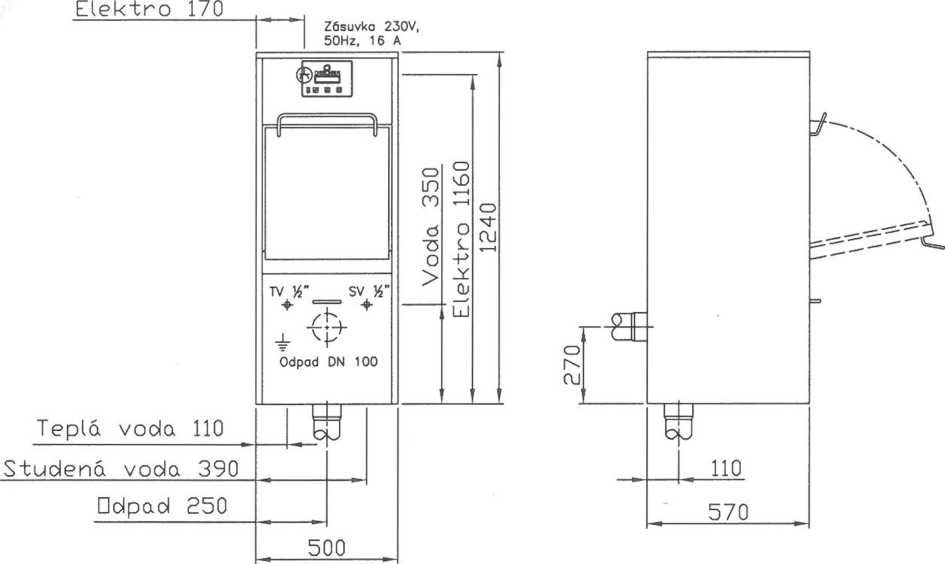 Elektro 170
Zásuvka 230V,
50Hz, 16 A
Voda 350
Elektro 1160
1240
TV ½"
SV ½"
Odpad DN 100
270
Teplá voda 110
Studená voda 390
Odpad 250
500
110
570